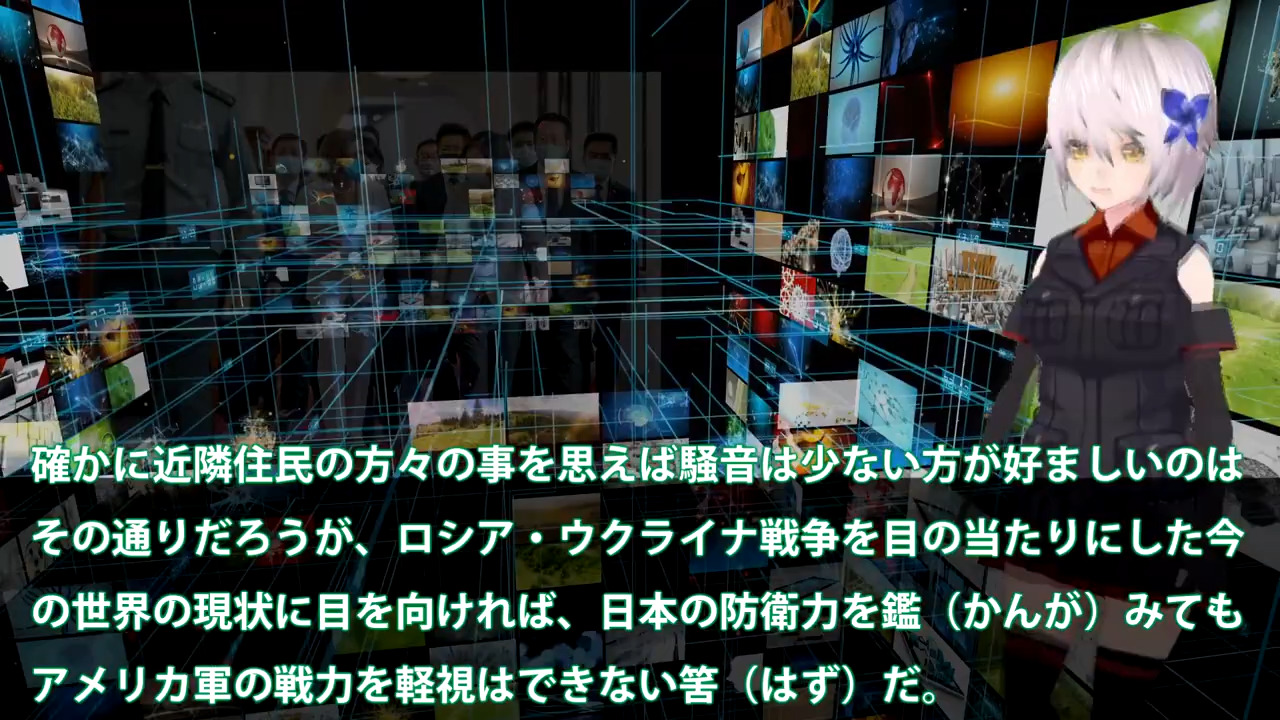 確かに近隣住民の方々の事を思えば騒音は少ない方が好ましいのは
その通りだろうが、ロシア・ウクライナ戦争を目の当たりにした今
の世界の現状に目を向ければ、日本の防衛力を鑑（かんが）みても
アメリカ軍の戦力を軽視はできない筈（はず）だ。